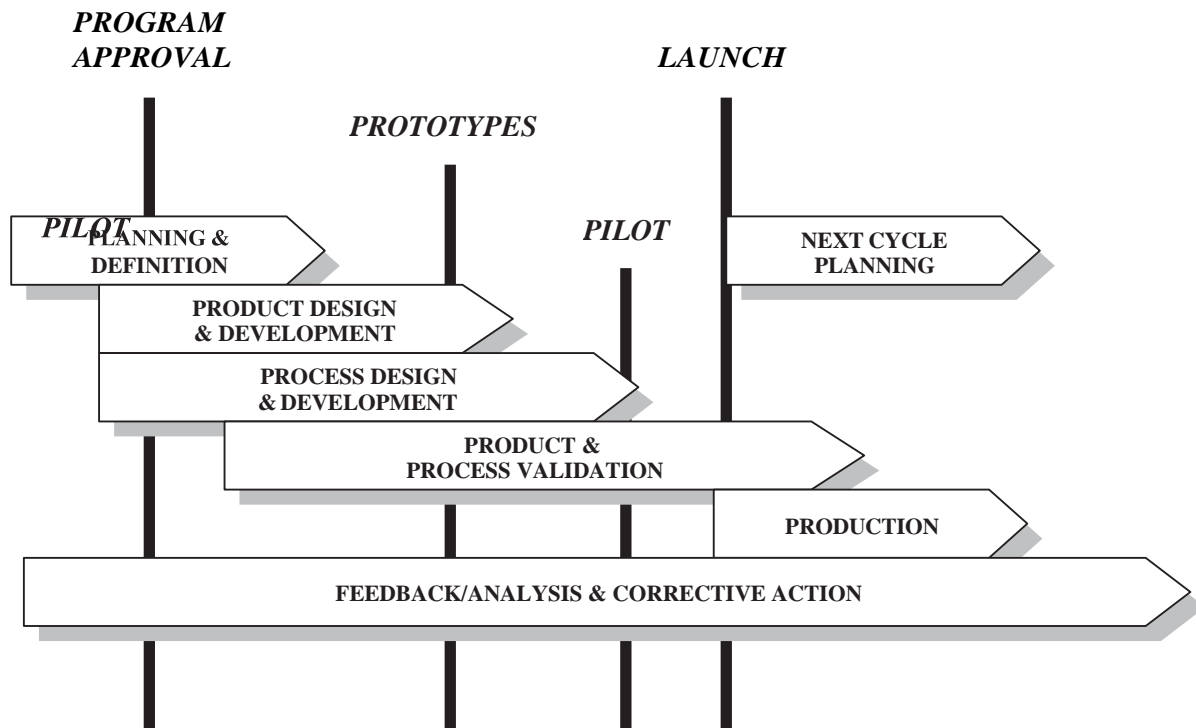 PROGRAM
APPROVAL
LAUNCH
PROTOTYPES
PILOT
PILOT
PLANNING &
DEFINITION
NEXT CYCLE
PLANNING
PRODUCT DESIGN
& DEVELOPMENT
PROCESS DESIGN
& DEVELOPMENT
PRODUCT &
PROCESS VALIDATION
PRODUCTION
FEEDBACK/ANALYSIS & CORRECTIVE ACTION